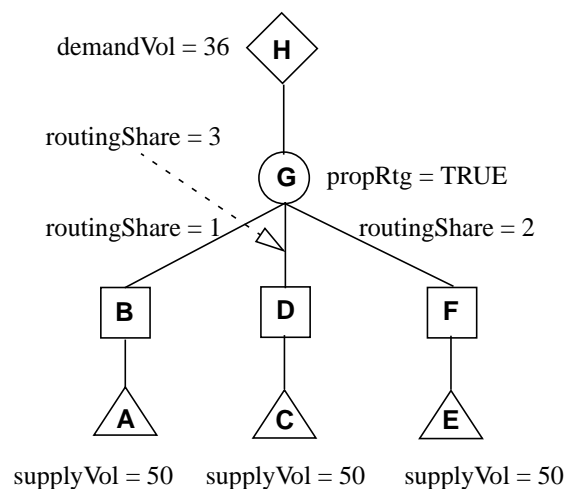 demandVol = 36
H
routingShare = 3
G
propRtg = TRUE
routingShare = 1
routingShare = 2
B
D
F
A
C
E
supplyVol = 50
supplyVol = 50
supplyVol = 50